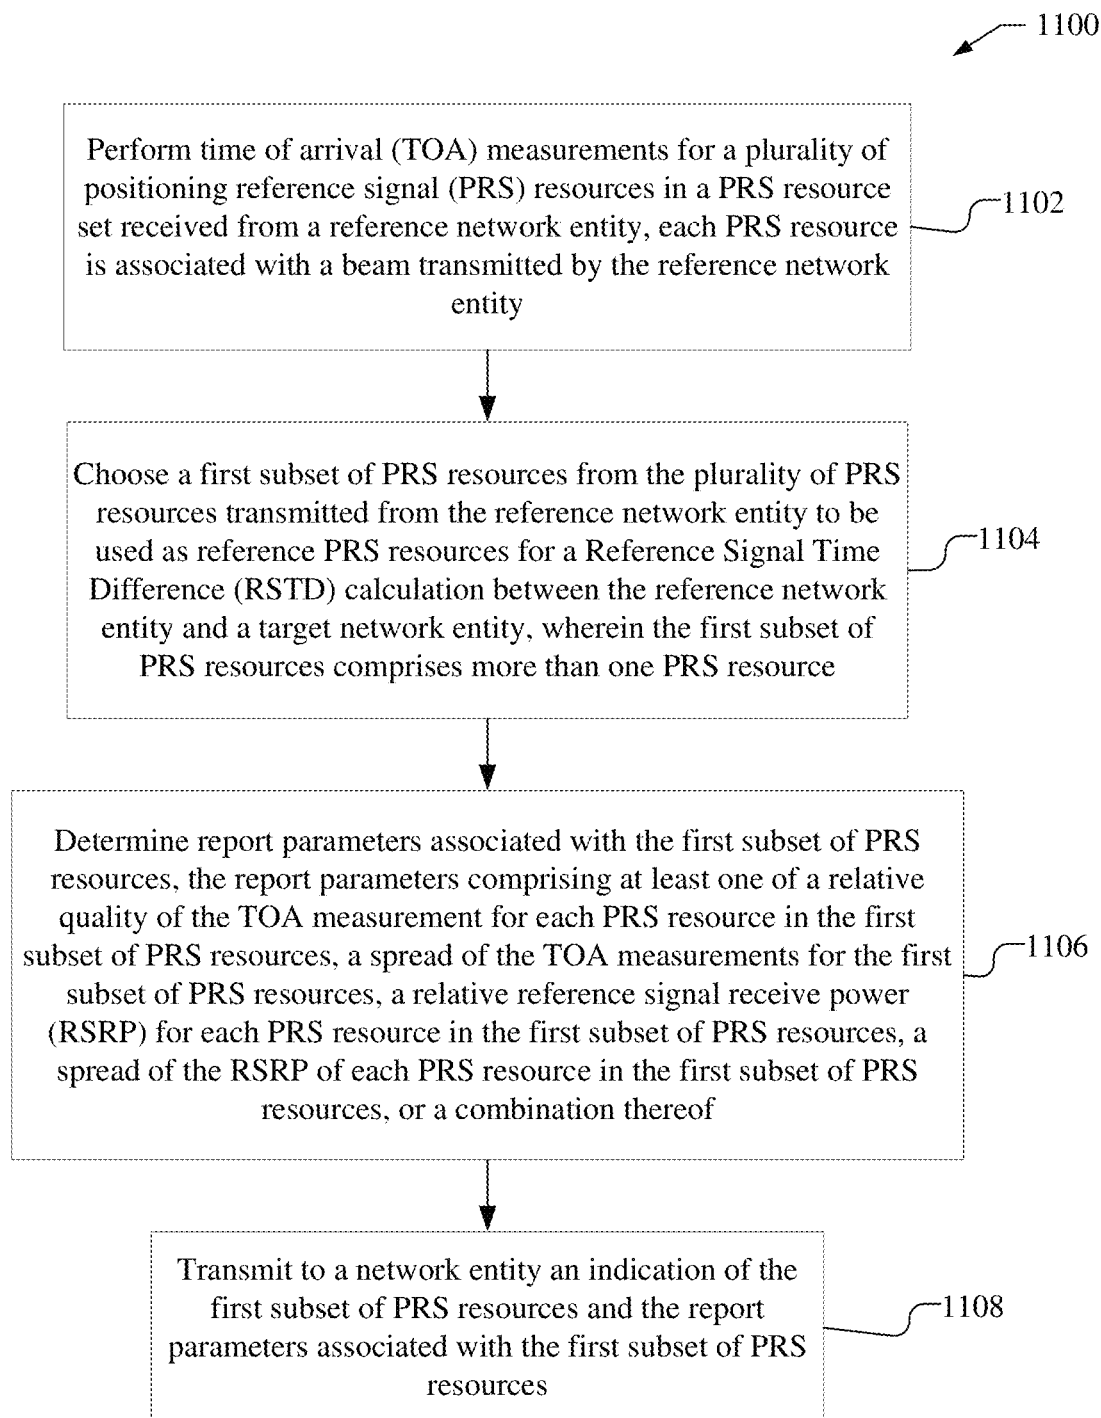 1100
Perform time of arrival (TOA) measurements for a plurality of
positioning reference signal (PRS) resources in a PRS resource
set received from a reference network entity, each PRS resource
is associated with a beam transmitted by the reference network
entity
1102
Choose a first subset of PRS resources from the plurality of PRS
resources transmitted from the reference network entity to be
used as reference PRS resources for a Reference Signal Time
Difference (RSTD) calculation between the reference network
entity and a target network entity, wherein the first subset of
PRS resources comprises more than one PRS resource
1104
Determine report parameters associated with the first subset of PRS
resources, the report parameters comprising at least one of a relative
quality of the TOA measurement for each PRS resource in the first
subset of PRS resources, a spread of the TOA measurements for the first
subset of PRS resources, a relative reference signal receive power
(RSRP) for each PRS resource in the first subset of PRS resources, a
spread of the RSRP of each PRS resource in the first subset of PRS
resources, or a combination thereof
1106
Transmit to a network entity an indication of the
first subset of PRS resources and the report
parameters associated with the first subset of PRS
resources
1108